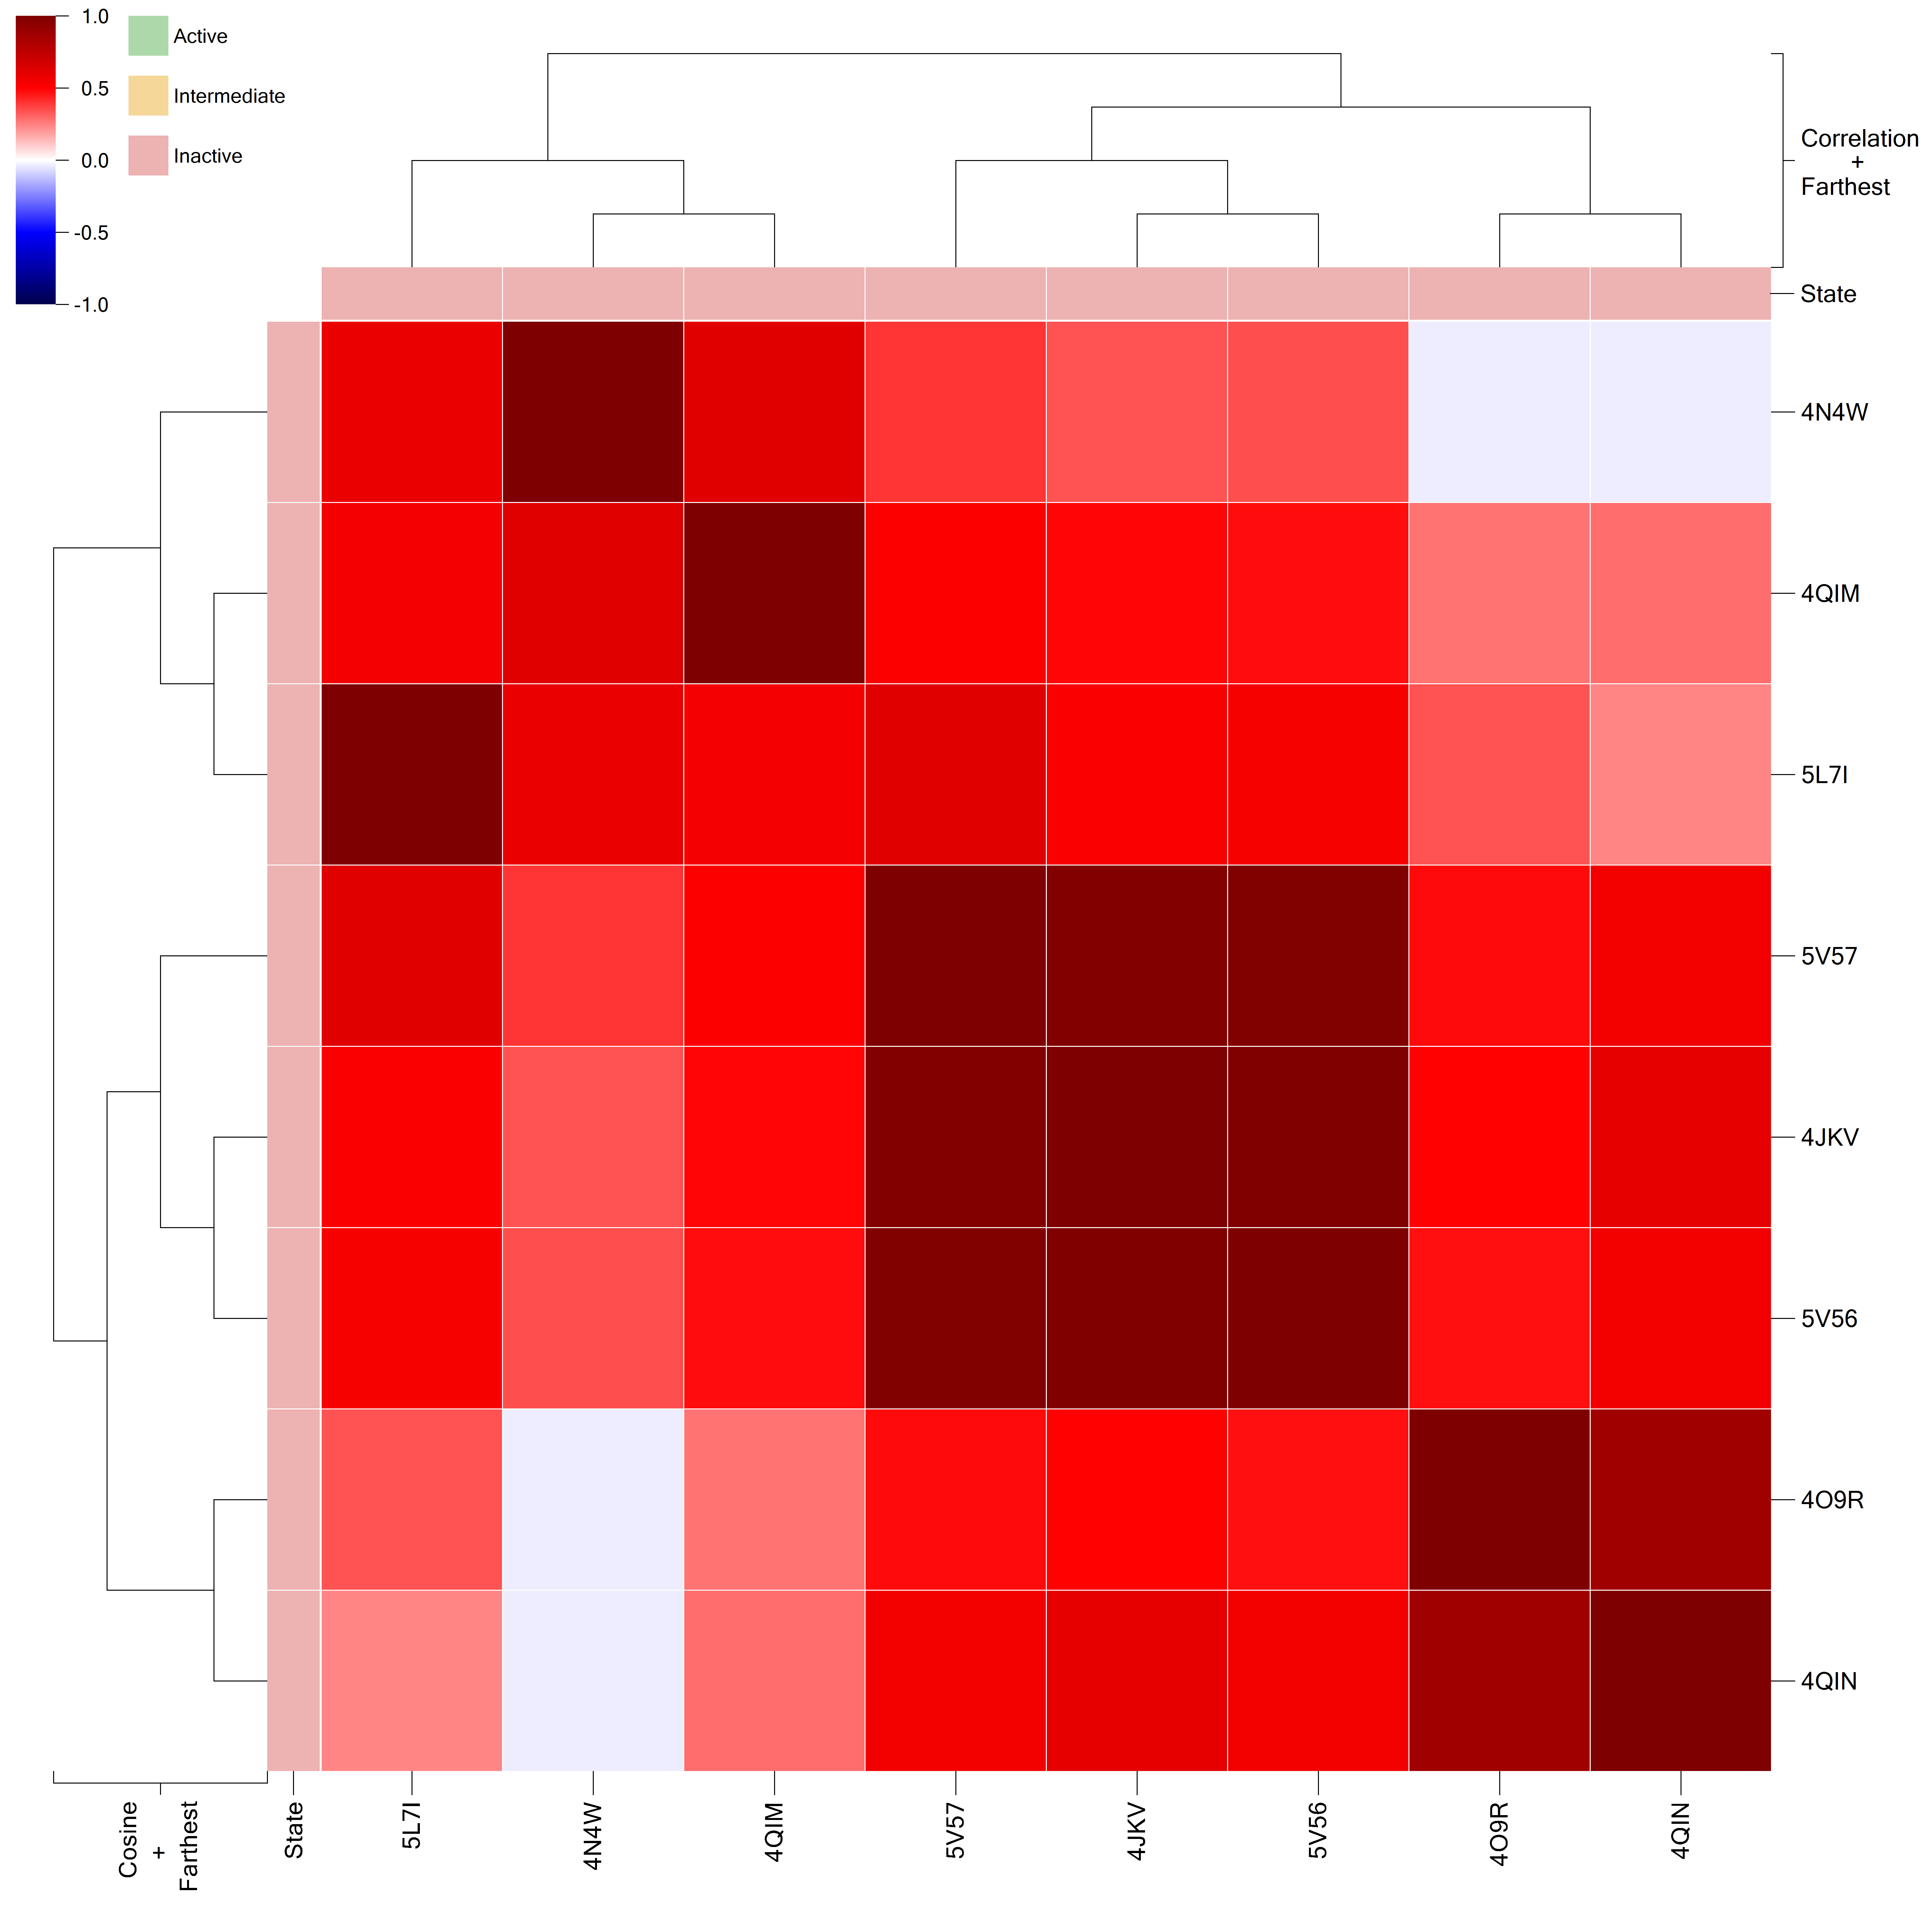 1.0
0.5
0.0
-0.5
-1.0
Active
Intermediate
Inactive
Correlation
+
Farthest
State
4N4W
4QIM
5L7I
5V57
4JKV
5V56
4O9R
4QIN
Cosine
+
Farthest
State
5L7I
4N4W
4QIM
5V57
4JKV
5V56
4O9R
4QIN